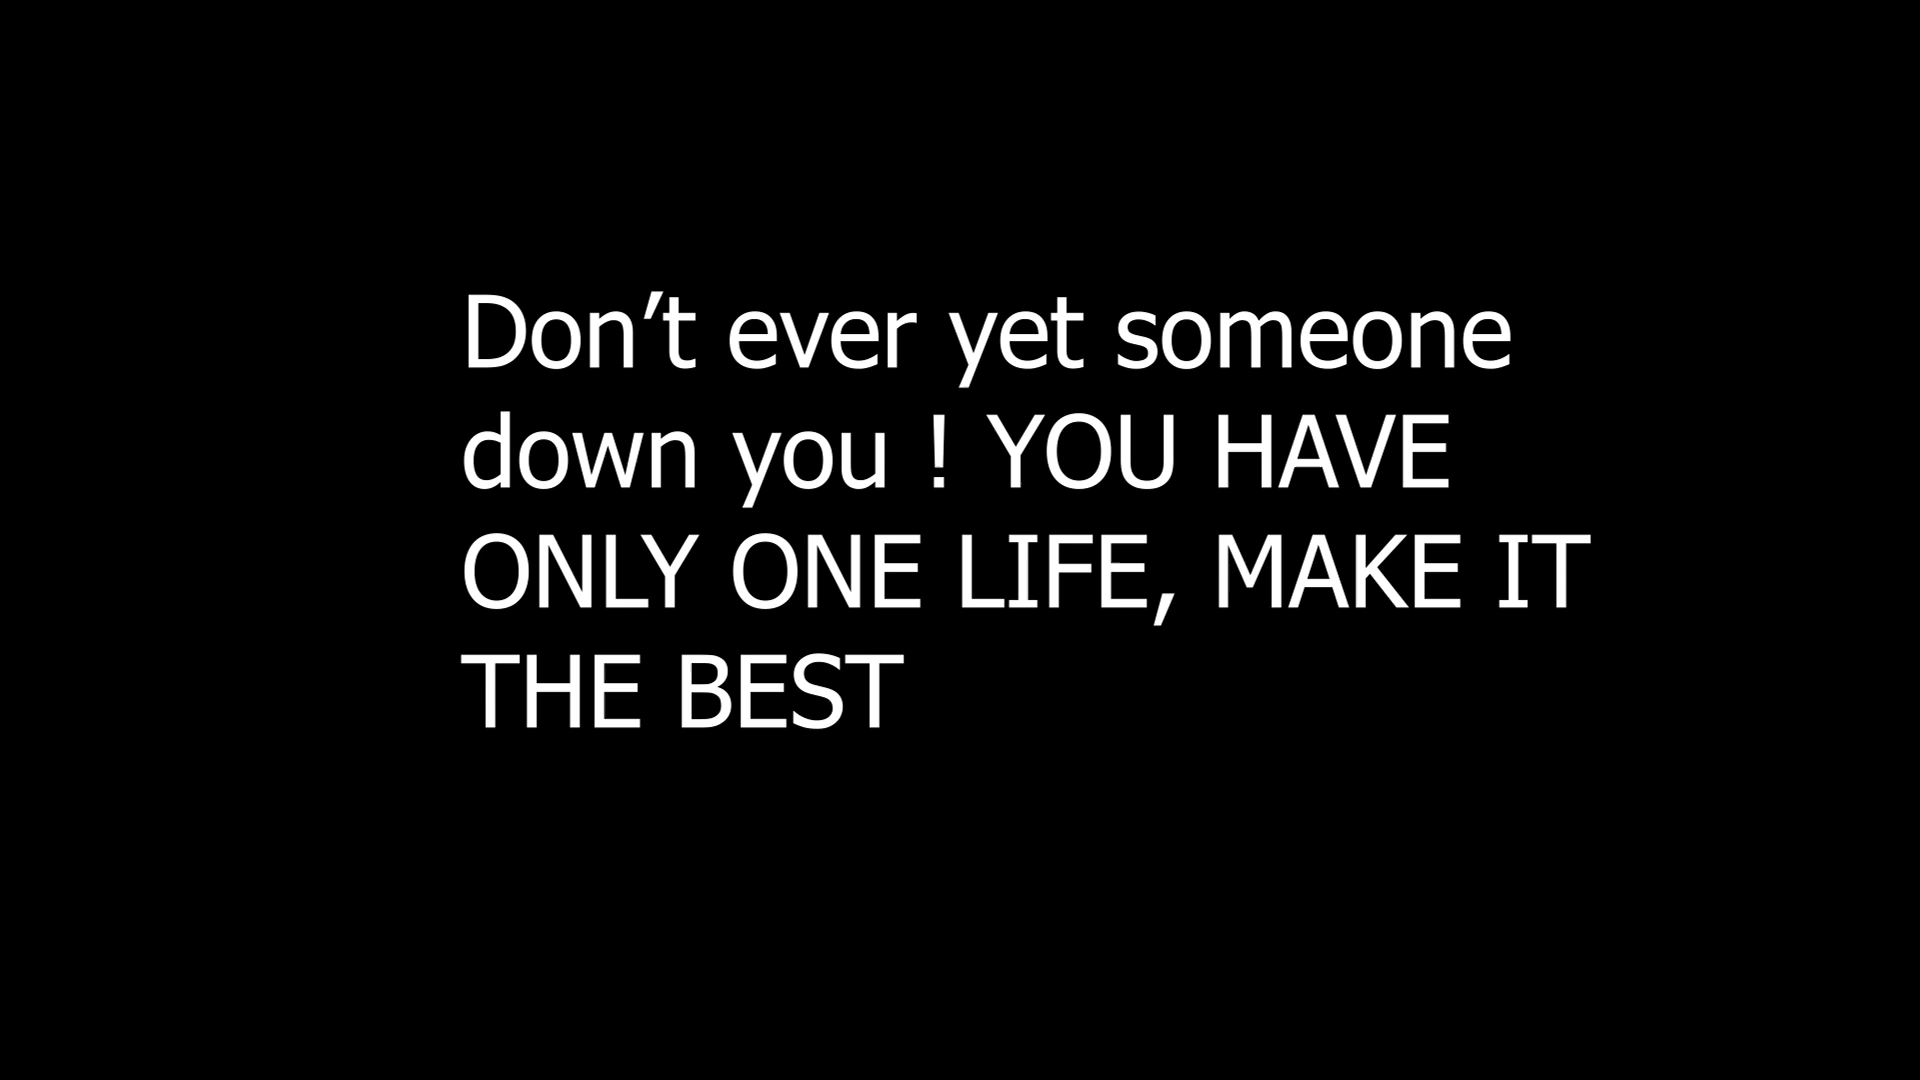 Don’t ever yet someone
down you ! YOU HAVE
ONLY ONE LIFE, MAKE IT
THE BEST